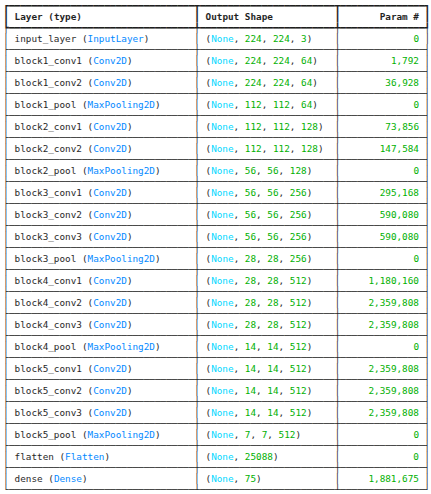 Layer (type) Output Shape Param #
input_layer (InputLayer) (None, 224, 224, 3) 0
block1_conv1 (Conv2D) (None, 224, 224, 64) 1,792
block1_conv2 (Conv2D) (None, 224, 224, 64) 36,928
block1_pool (MaxPooling2D) (None, 112, 112, 64) 0
block2_conv1 (Conv2D) (None, 112, 112, 128) 73,856
block2_conv2 (Conv2D) (None, 112, 112, 128) 147,584
block2_pool (MaxPooling2D) (None, 56, 56, 128) 0
block3_conv1 (Conv2D) (None, 56, 56, 256) 295,168
block3_conv2 (Conv2D) (None, 56, 56, 256) 590,080
block3_conv3 (Conv2D) (None, 56, 56, 256) 590,080
block3_pool (MaxPooling2D) (None, 28, 28, 256) 0
block4_conv1 (Conv2D) (None, 28, 28, 512) 1,180,160
block4_conv2 (Conv2D) (None, 28, 28, 512) 2,359,808
block4_conv3 (Conv2D) (None, 28, 28, 512) 2,359,808
block4_pool (MaxPooling2D) (None, 14, 14, 512) 0
block5_conv1 (Conv2D) (None, 14, 14, 512) 2,359,808
block5_conv2 (Conv2D) (None, 14, 14, 512) 2,359,808
block5_conv3 (Conv2D) (None, 14, 14, 512) 2,359,808
block5_pool (MaxPooling2D) (None, 7, 7, 512) 0
flatten (Flatten) (None, 25088) 0
dense (Dense) (None, 75) 1,881,675